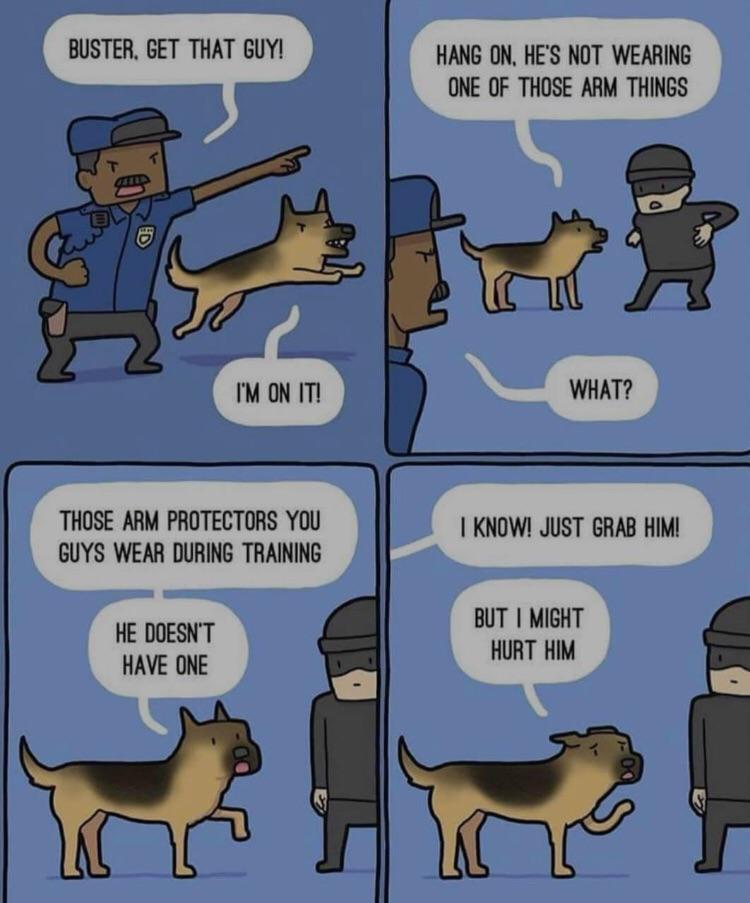 BUSTER, GET THAT GUY!
I'M ON IT!
HANG ON, HE'S NOT WEARING
ONE OF THOSE ARM THINGS
WHAT?
THOSE ARM PROTECTORS YOU
GUYS WEAR DURING TRAINING
HE DOESN'T
HAVE ONE
I KNOW! JUST GRAB HIM!
BUT I MIGHT
HURT HIM